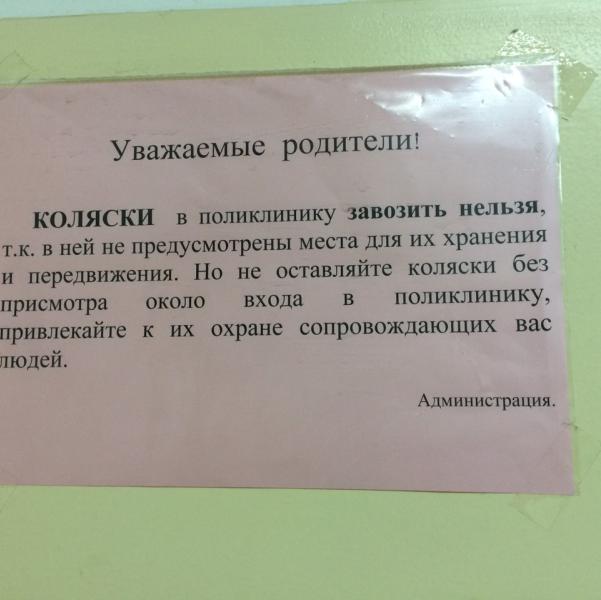 Уважаемые родители!
КОЛЯСКИ в поликлинику завозить нельзя,
т.к. в ней не предусмотрены места для их хранения
и передвижения. Но не оставляйте коляски без
присмотра около входа в поликлинику,
привлекайте к их охране сопровождающих вас
людей.
Администрация.